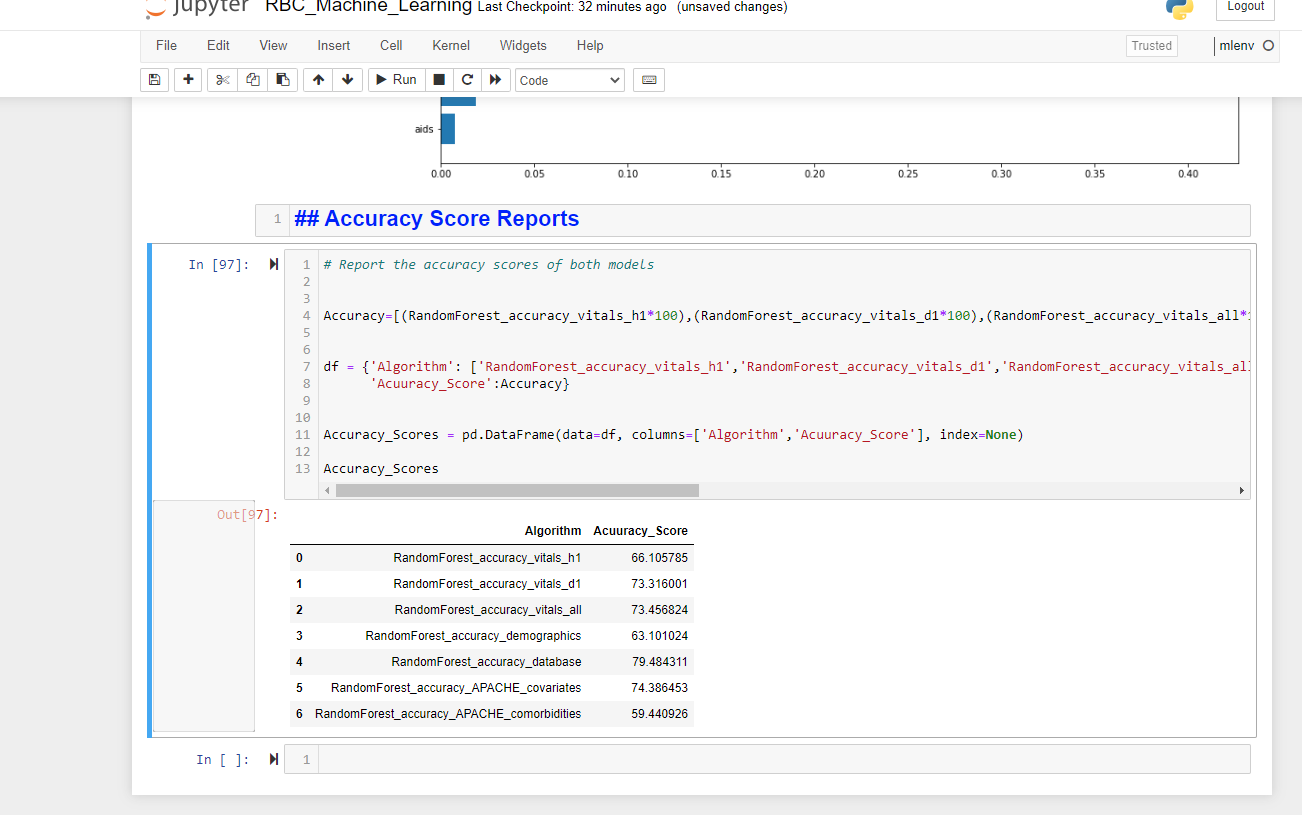 jupyter RBC_Machine_Learning Last Checkpoint: 32 minutes ago (unsaved changes) Logout
File Edit View Insert Cell Kernel Widgets Help Trusted mlenv
Run Code
aids
0.00 0.05 0.10 0.15 0.20 0.25 0.30 0.35 0.40
1 ## Accuracy Score Reports
In [97]: 1 # Report the accuracy scores of both models
2
3
4 Accuracy=[(RandomForest_accuracy_vitals_h1*100),(RandomForest_accuracy_vitals_d1*100),(RandomForest_accuracy_vitals_all*
5
6
7 df = {'Algorithm': ['RandomForest_accuracy_vitals_h1','RandomForest_accuracy_vitals_d1','RandomForest_accuracy_vitals_al
8 'Acuuracy_Score':Accuracy}
9
10
11 Accuracy_Scores = pd.DataFrame(data=df, columns=['Algorithm','Acuuracy_Score'], index=None)
12
13 Accuracy_Scores
Out[97]:
Algorithm Acuuracy_Score
0 RandomForest_accuracy_vitals_h1 66.105785
1 RandomForest_accuracy_vitals_d1 73.316001
2 RandomForest_accuracy_vitals_all 73.456824
3 RandomForest_accuracy_demographics 63.101024
4 RandomForest_accuracy_database 79.484311
5 RandomForest_accuracy_APACHE_covariates 74.386453
6 RandomForest_accuracy_APACHE_comorbidities 59.440926
In [ ]: 1